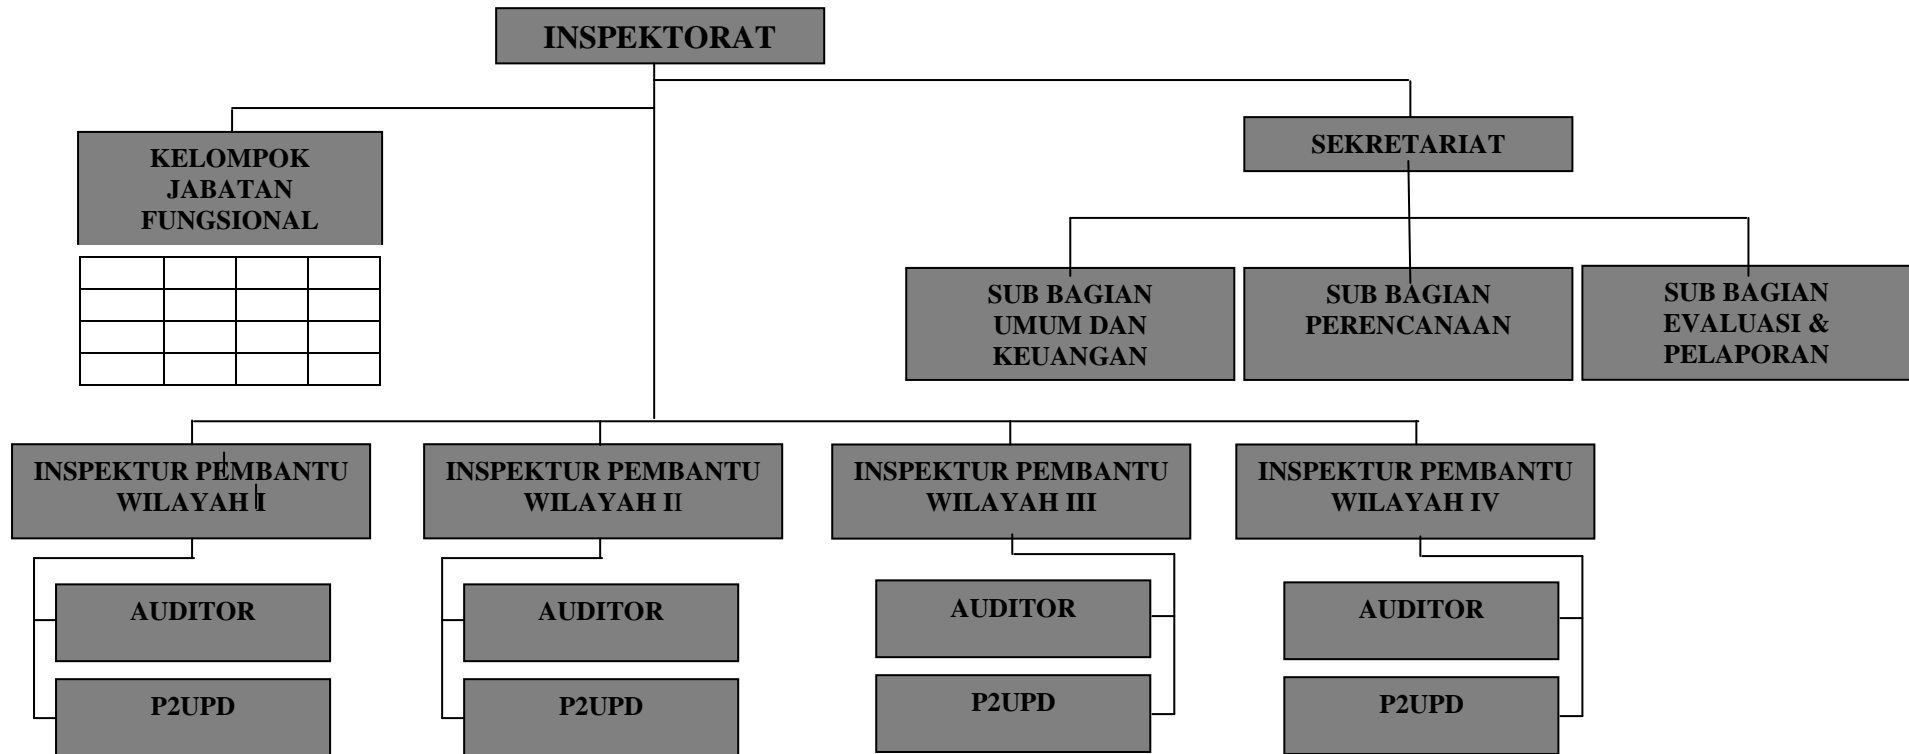 INSPEKTORAT
KELOMPOK
JABATAN
FUNGSIONAL
SEKRETARIAT
SUB BAGIAN
UMUM DAN
KEUANGAN
SUB BAGIAN
PERENCANAAN
SUB BAGIAN
EVALUASI &
PELAPORAN
INSPEKTUR PEMBANTU
WILAYAH I
INSPEKTUR PEMBANTU
WILAYAH II
INSPEKTUR PEMBANTU
WILAYAH III
INSPEKTUR PEMBANTU
WILAYAH IV
AUDITOR
AUDITOR
AUDITOR
AUDITOR
P2UPD
P2UPD
P2UPD
P2UPD